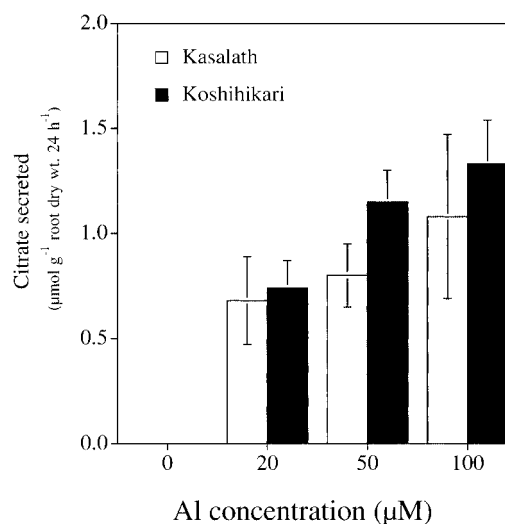 2.0
Kasalath
Koshihikari
1.5
1.0
0.5
0.0
Citrate secreted
(μmol g⁻¹ root dry wt. 24 h⁻¹)
0 20 50 100
Al concentration (μM)